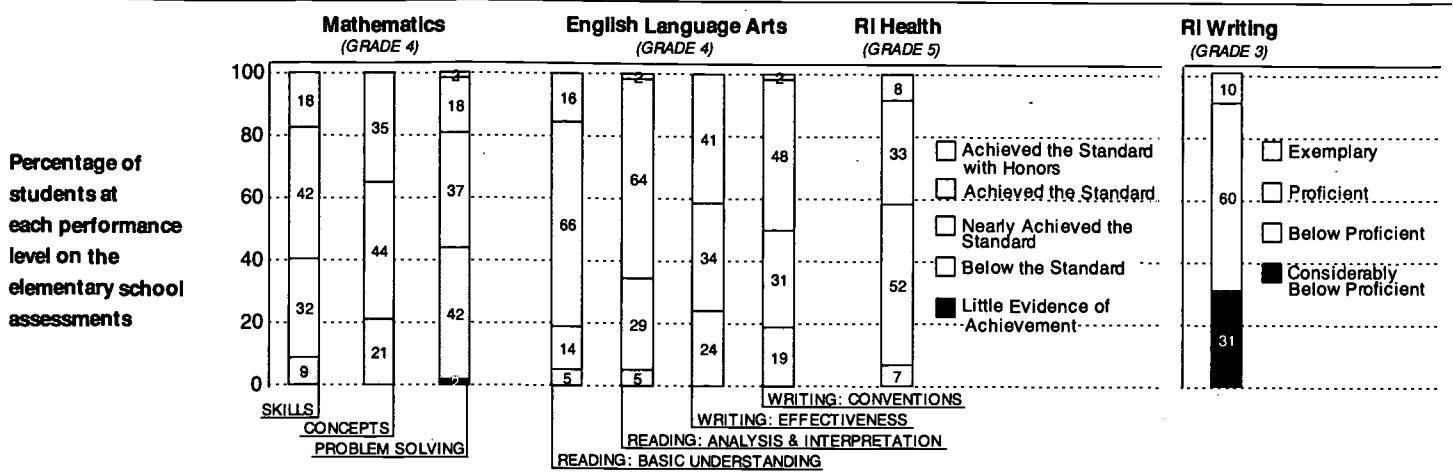 Mathematics
(GRADE 4)
English Language Arts
(GRADE 4)
RI Health
(GRADE 5)
RI Writing
(GRADE 3)
Percentage of
students at
each performance
level on the
elementary school
assessments
100
80
60
40
20
0
18
42
32
9
35
44
21
2
18
37
42
2
16
66
14
5
2
64
29
5
41
34
24
2
48
31
19
8
33
52
7
Achieved the Standard
with Honors
Achieved the Standard
Nearly Achieved the
Standard
Below the Standard
Little Evidence of
Achievement
10
60
31
Exemplary
Proficient
Below Proficient
Considerably
Below Proficient
SKILLS
CONCEPTS
PROBLEM SOLVING
WRITING: CONVENTIONS
WRITING: EFFECTIVENESS
READING: ANALYSIS & INTERPRETATION
READING: BASIC UNDERSTANDING